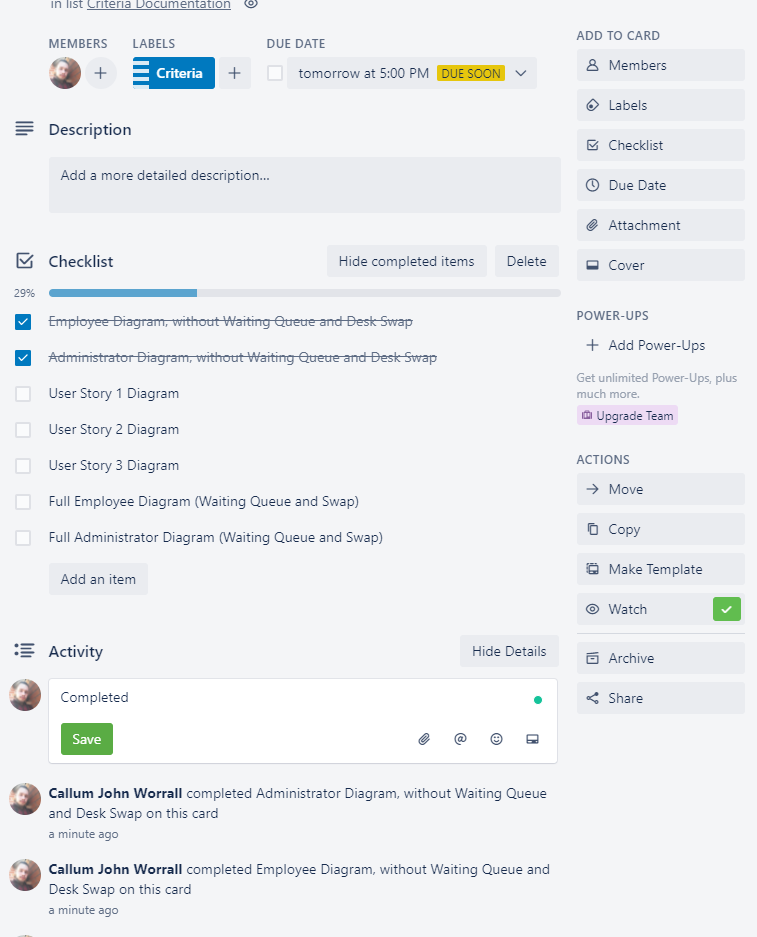 in list Criteria Documentation
MEMBERS
LABELS
DUE DATE
Criteria
tomorrow at 5:00 PM DUE SOON
Description
Add a more detailed description...
Checklist
Hide completed items
Delete
29%
Employee Diagram, without Waiting Queue and Desk Swap
Administrator Diagram, without Waiting Queue and Desk Swap
User Story 1 Diagram
User Story 2 Diagram
User Story 3 Diagram
Full Employee Diagram (Waiting Queue and Swap)
Full Administrator Diagram (Waiting Queue and Swap)
Add an item
Activity
Hide Details
Completed
Save
Callum John Worrall completed Administrator Diagram, without Waiting Queue
and Desk Swap on this card
a minute ago
Callum John Worrall completed Employee Diagram, without Waiting Queue and
Desk Swap on this card
a minute ago
ADD TO CARD
Members
Labels
Checklist
Due Date
Attachment
Cover
POWER-UPS
Add Power-Ups
Get unlimited Power-Ups, plus
much more.
Upgrade Team
ACTIONS
Move
Copy
Make Template
Watch
Archive
Share